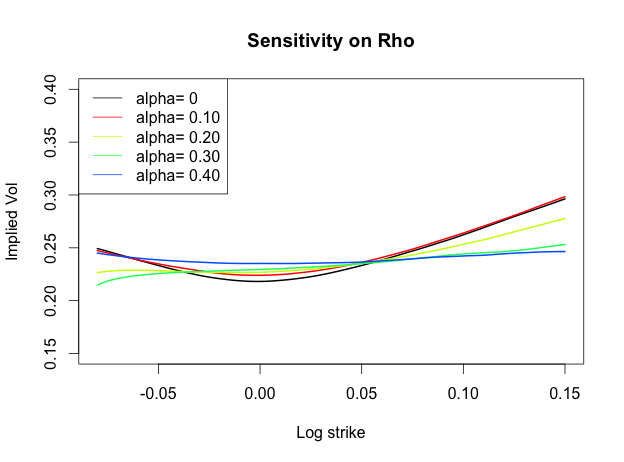 Sensitivity on Rho
alpha= 0
alpha= 0.10
alpha= 0.20
alpha= 0.30
alpha= 0.40
Implied Vol
0.40
0.35
0.30
0.25
0.20
0.15
-0.05 0.00 0.05 0.10 0.15
Log strike